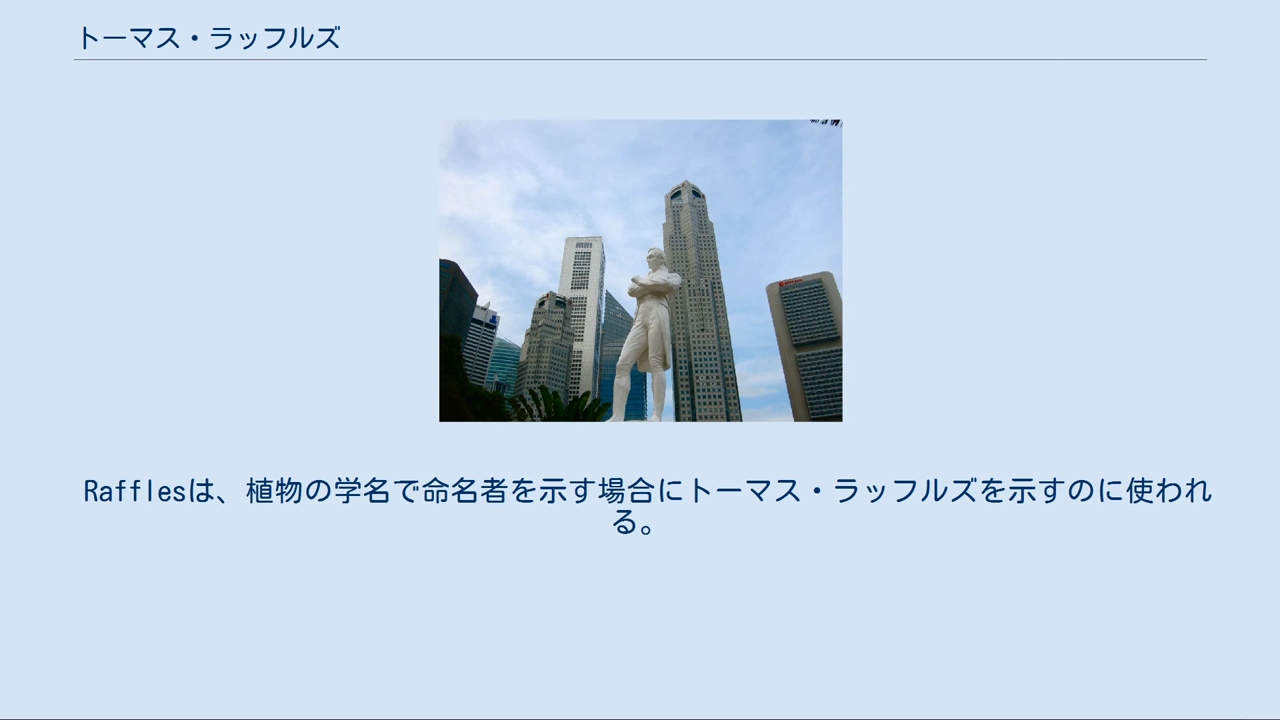 トーマス・ラッフルズ
Rafflesは、植物の学名で命名者を示す場合にトーマス・ラッフルズを示すのに使われ
る。